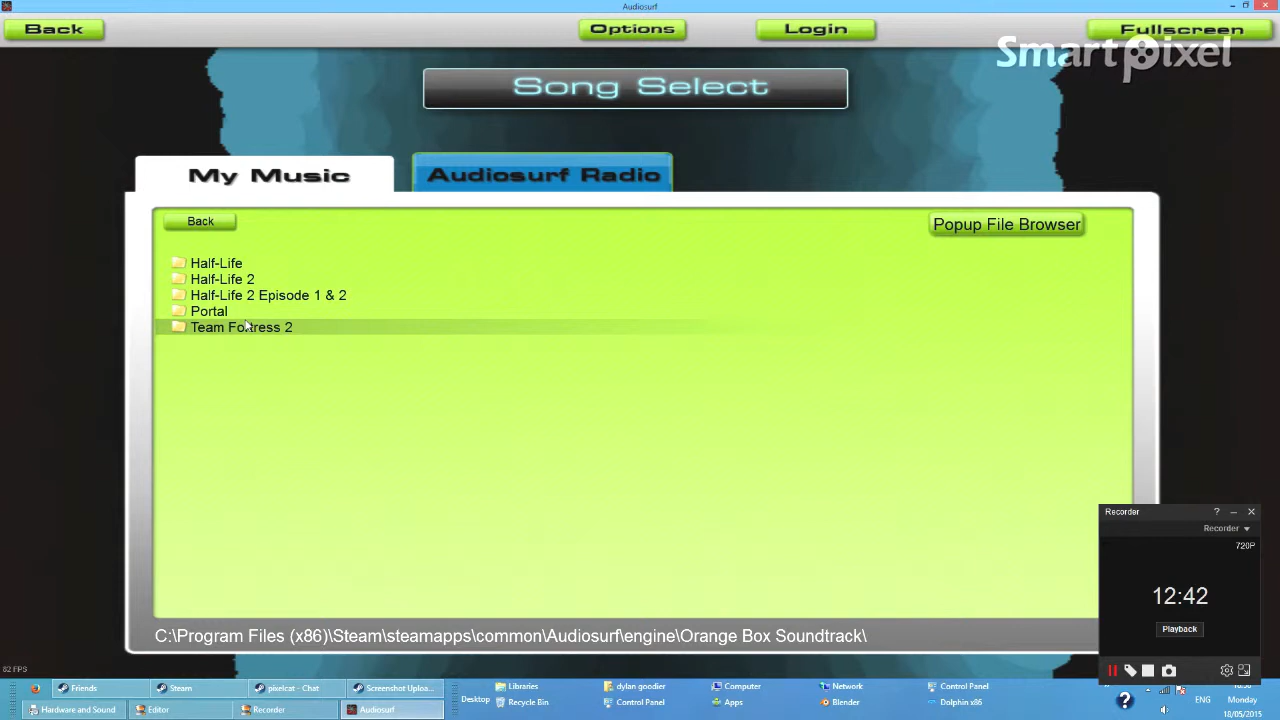 Audiosurf
Back
Options
Login
Fullscreen
Smartpixel
Song Select
My Music
Audiosurf Radio
Back
Popup File Browser
Half-Life
Half-Life 2
Half-Life 2 Episode 1 & 2
Portal
Team Fortress 2
Recorder
?
Recorder
720P
12:42
Playback
C:\Program Files (x86)\Steam\steamapps\common\Audiosurf\engine\Orange Box Soundtrack\
62 FPS
Friends
Steam
pixelcat - Chat
Screenshot Uploa...
Desktop
Libraries
dylan goodier
Computer
Network
Control Panel
Hardware and Sound
Editor
Recorder
Audiosurf
Recycle Bin
Control Panel
Apps
Blender
Dolphin x86
ENG
Monday
18/05/2015